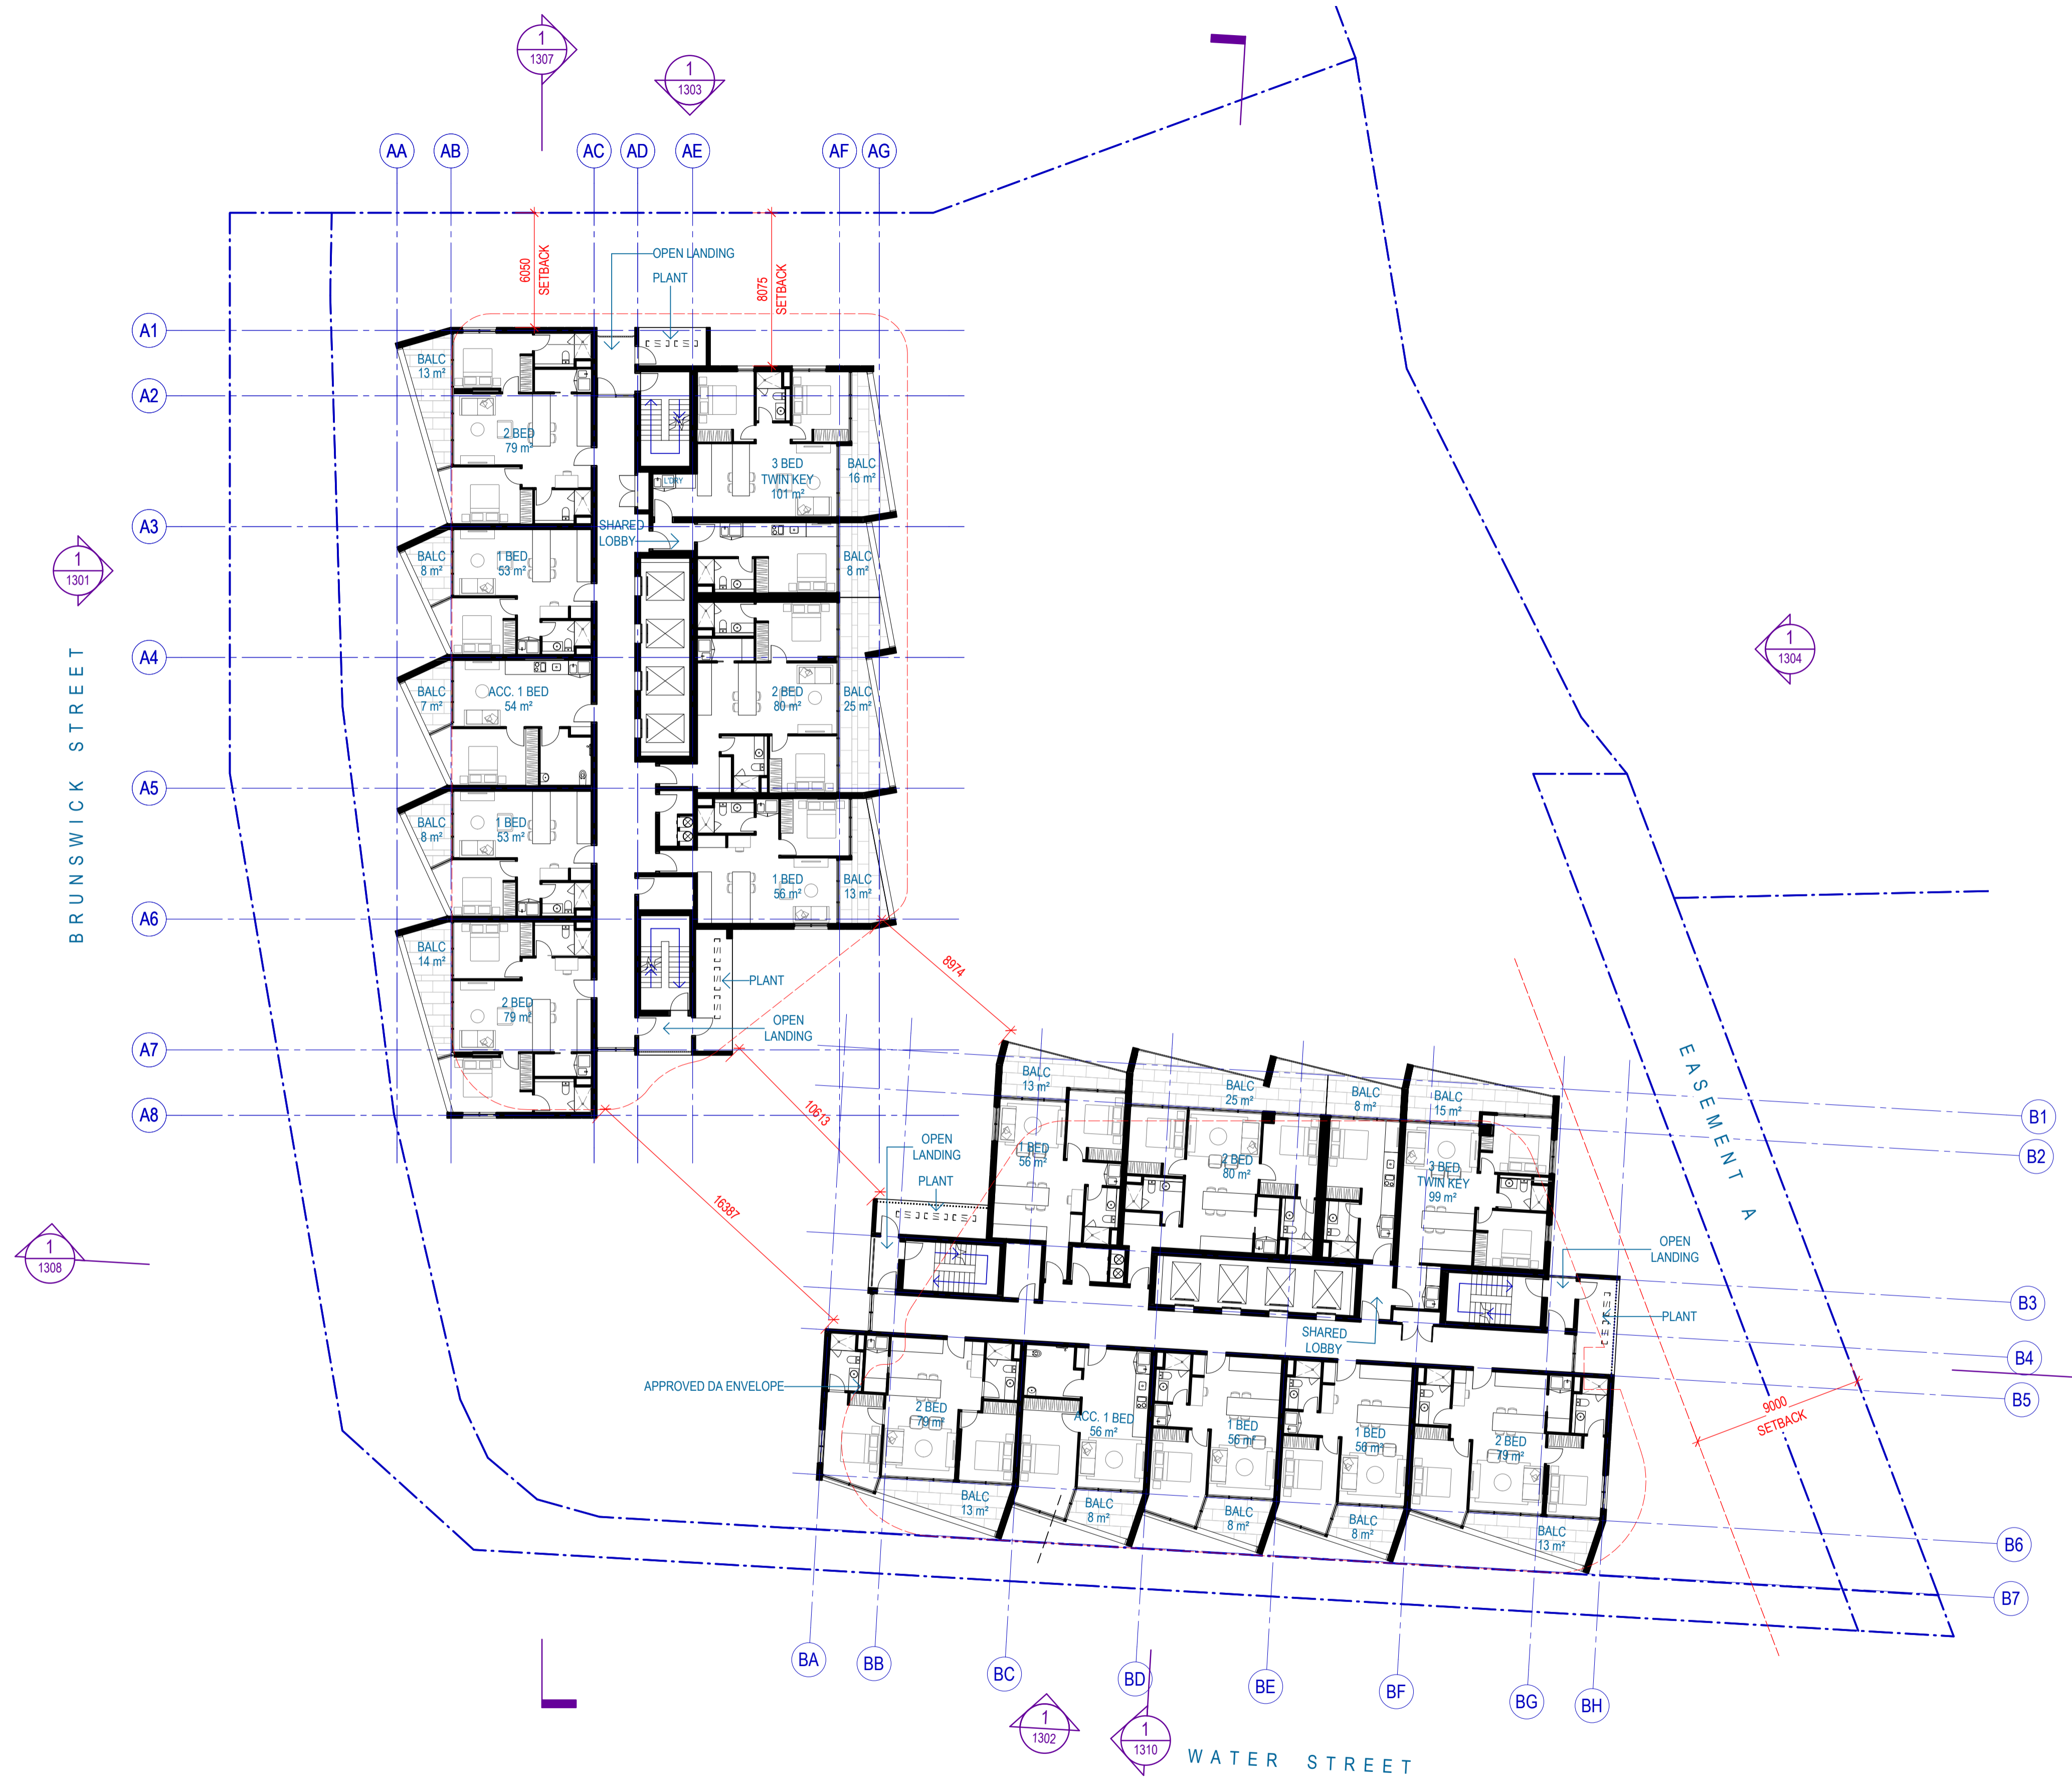 1
1307
1
1303
AA
AB
AC
AD
AE
AF
AG
OPEN LANDING
PLANT
6050
SETBACK
8075
SETBACK
A1
A2
A3
A4
A5
A6
A7
A8
BALC
13 m²
2 BED
79 m²
3 BED
TWIN KEY
101 m²
BALC
16 m²
L'DRY
SHARED
LOBBY
BALC
8 m²
1 BED
53 m²
BALC
8 m²
1
1301
BRUNSWICK STREET
1
1304
BALC
7 m²
ACC. 1 BED
54 m²
2 BED
80 m²
BALC
25 m²
BALC
8 m²
1 BED
53 m²
1 BED
56 m²
BALC
13 m²
BALC
14 m²
2 BED
79 m²
PLANT
OPEN
LANDING
8974
10613
16387
EASEMENT A
BALC
13 m²
BALC
25 m²
BALC
8 m²
BALC
15 m²
B1
B2
B3
B4
B5
B6
B7
OPEN
LANDING
PLANT
1 BED
56 m²
2 BED
80 m²
3 BED
TWIN KEY
99 m²
OPEN
LANDING
PLANT
1
1308
SHARED
LOBBY
APPROVED DA ENVELOPE
9000
SETBACK
2 BED
79 m²
ACC. 1 BED
56 m²
1 BED
56 m²
1 BED
56 m²
2 BED
79 m²
BALC
13 m²
BALC
8 m²
BALC
8 m²
BALC
8 m²
BALC
13 m²
BA
BB
BC
BD
BE
BF
BG
BH
1
1302
1
1310
WATER STREET